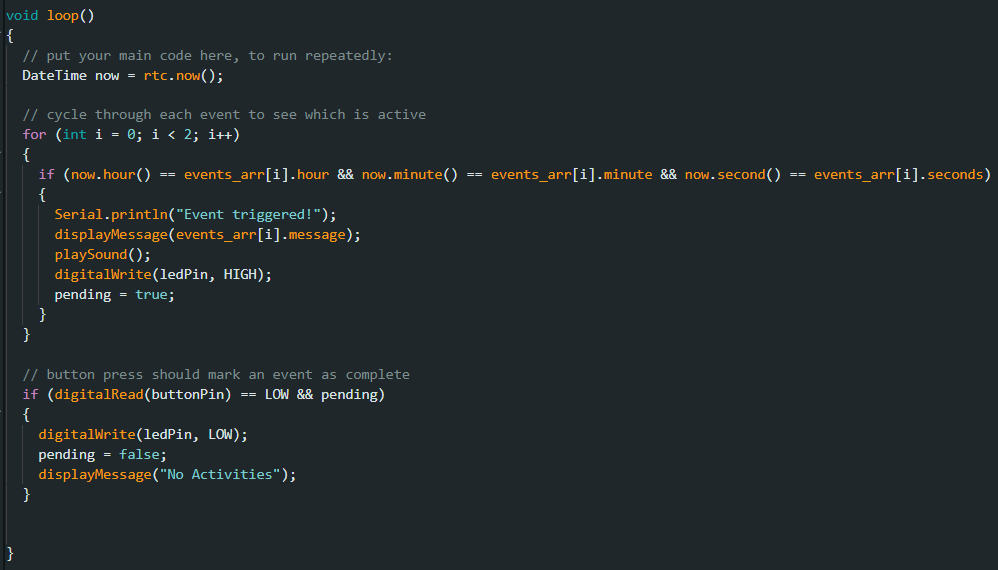 void loop()
{
  // put your main code here, to run repeatedly:
  DateTime now = rtc.now();

  // cycle through each event to see which is active
  for (int i = 0; i < 2; i++)
  {
    if (now.hour() == events_arr[i].hour && now.minute() == events_arr[i].minute && now.second() == events_arr[i].seconds)
    {
      Serial.println("Event triggered!");
      displayMessage(events_arr[i].message);
      playSound();
      digitalWrite(ledPin, HIGH);
      pending = true;
    }
  }

  // button press should mark an event as complete
  if (digitalRead(buttonPin) == LOW && pending)
  {
    digitalWrite(ledPin, LOW);
    pending = false;
    displayMessage("No Activities");
  }


}